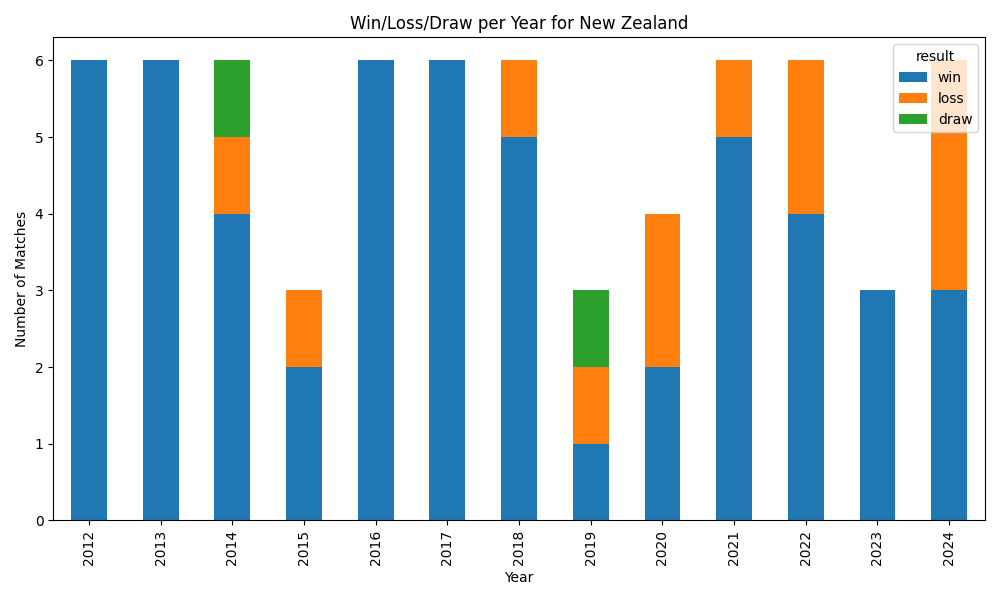 Win/Loss/Draw per Year for New Zealand
result
win
loss
draw
Number of Matches
6
5
4
3
2
1
0
2012 2013 2014 2015 2016 2017 2018 2019 2020 2021 2022 2023 2024
Year